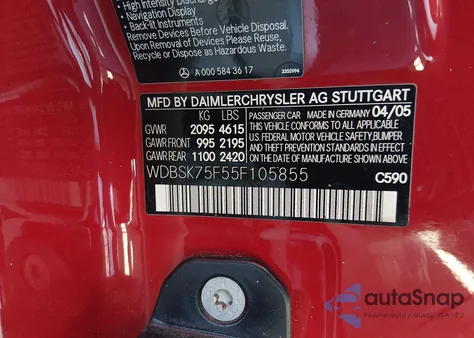 High Intensity Discharge
• Navigation Display
• Back-lit Instruments
Remove Devices Before Vehicle Disposal.
Upon Removal of Devices Please Reuse,
Recycle or Dispose as Hazardous Waste.
A 000 584 36 17
MFD BY DAIMLERCHRYSLER AG STUTTGART
KG LBS
PASSENGER CAR MADE IN GERMANY 04/05
GVWR 2095 4615
THIS VEHICLE CONFORMS TO ALL APPLICABLE
GAWR FRONT 995 2195
U.S. FEDERAL MOTOR VEHICLE SAFETY,BUMPER
AND THEFT PREVENTION STANDARDS IN EFFECT
GAWR REAR 1100 2420
ON THE DATE OF MANUFACTURE SHOWN ABOVE
WDBSK75F55F105855
C590
autoSnap